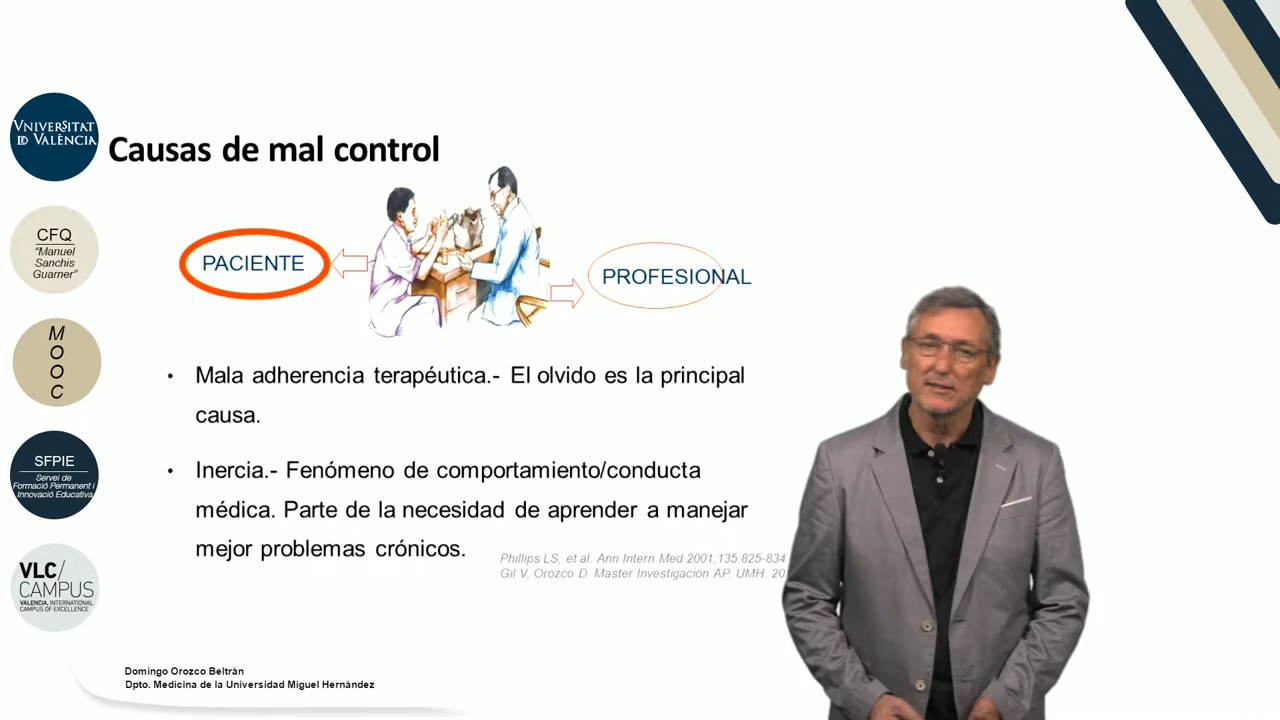 VNIVERSITAT
ID VALÈNCIA
CFQ
"Manuel
Sanchis
Guarner"
M
O
O
C
SFPIE
Servei de
Formació Permanent i
Innovació Educativa
VLC/
CAMPUS
VALENCIA, INTERNATIONAL
CAMPUS OF EXCELLENCE
Causas de mal control
PACIENTE
PROFESIONAL
• Mala adherencia terapéutica.- El olvido es la principal
causa.
• Inercia.- Fenómeno de comportamiento/conducta
médica. Parte de la necesidad de aprender a manejar
mejor problemas crónicos.
Phillips LS, et al. Ann Intern Med 2001;135.825-834
Gil V, Orozco D. Master Investigacion AP. UMH.
Domingo Orozco Beltrán
Dpto. Medicina de la Universidad Miguel Hernández